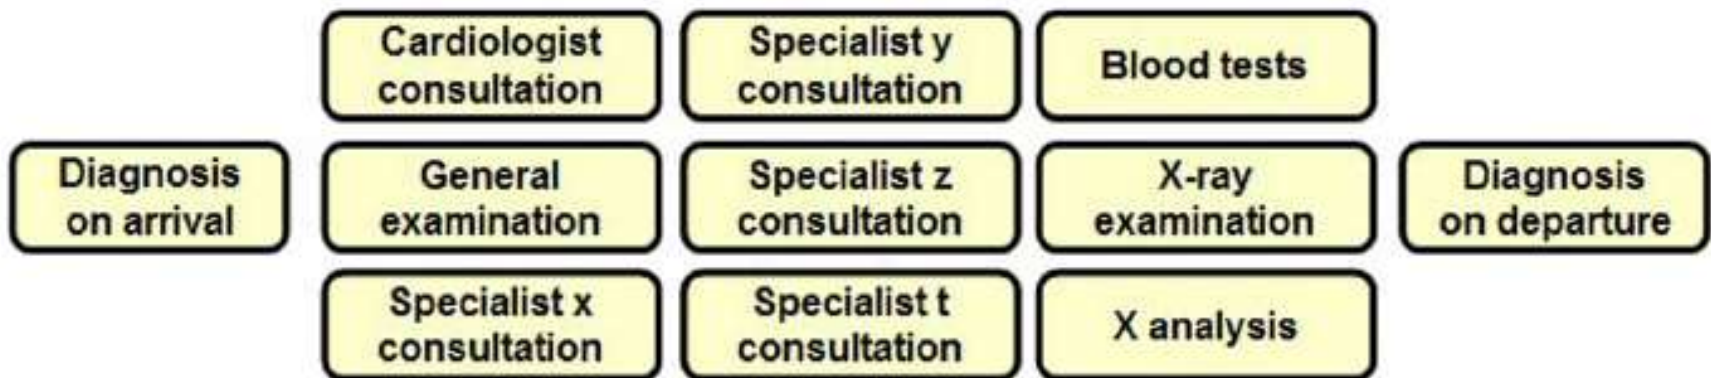 Cardiologist
consultation
Specialist y
consultation
Blood tests
Diagnosis
on arrival
General
examination
Specialist z
consultation
X-ray
examination
Diagnosis
on departure
Specialist x
consultation
Specialist t
consultation
X analysis